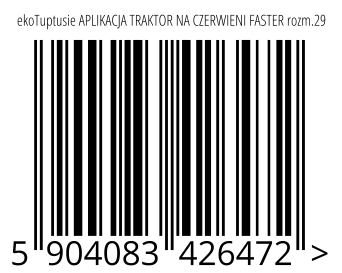 ekoTuptusie APLIKACJA TRAKTOR NA CZERWIENI FASTER rozm.29
5 904083 426472 >